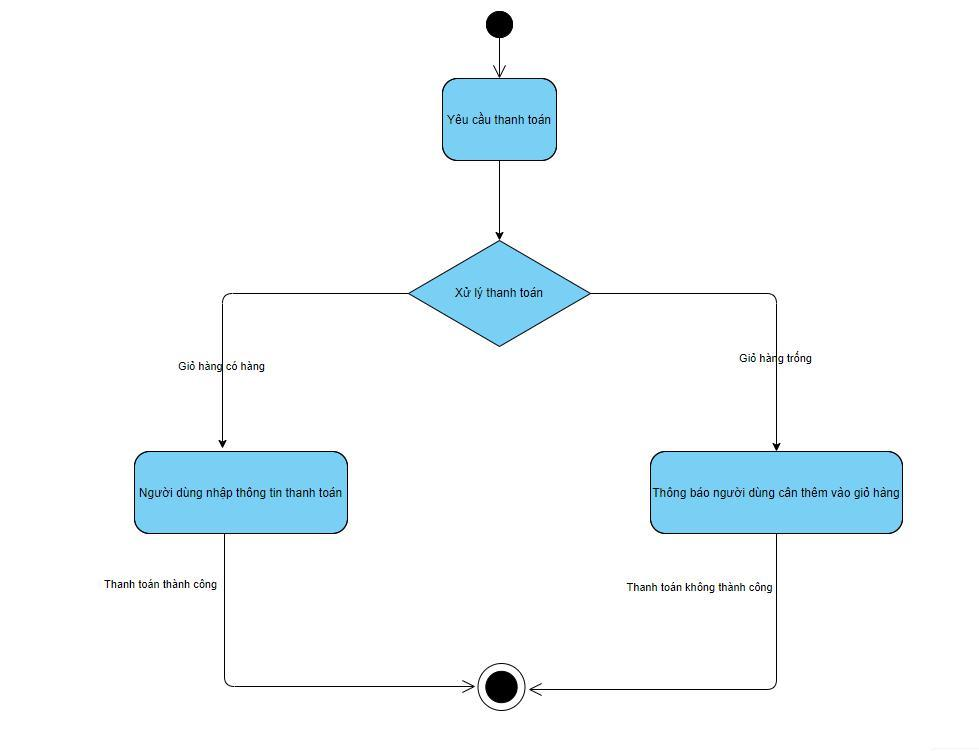 Yêu cầu thanh toán
Xử lý thanh toán
Giỏ hàng có hàng
Giỏ hàng trống
Người dùng nhập thông tin thanh toán
Thông báo người dùng cân thêm vào giỏ hàng
Thanh toán thành công
Thanh toán không thành công